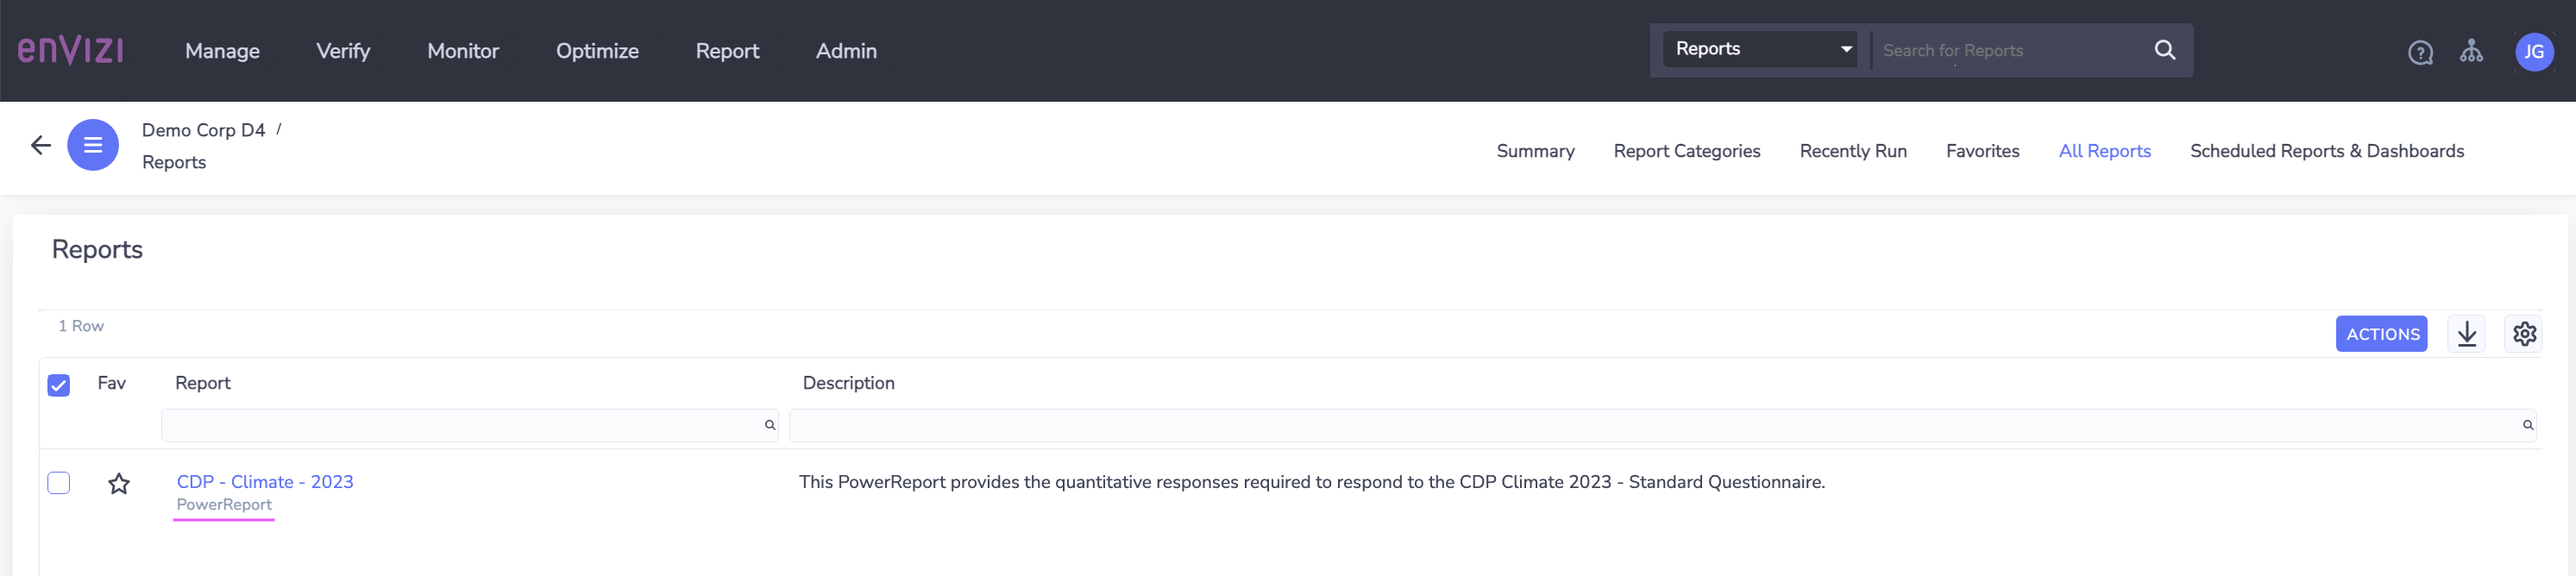 enVizi
Manage Verify Monitor Optimize Report Admin
Reports Search for Reports
JG
Demo Corp D4 /
Reports
Summary Report Categories Recently Run Favorites All Reports Scheduled Reports & Dashboards
Reports
1 Row
ACTIONS
Fav Report Description
CDP - Climate - 2023 This PowerReport provides the quantitative responses required to respond to the CDP Climate 2023 - Standard Questionnaire.
PowerReport